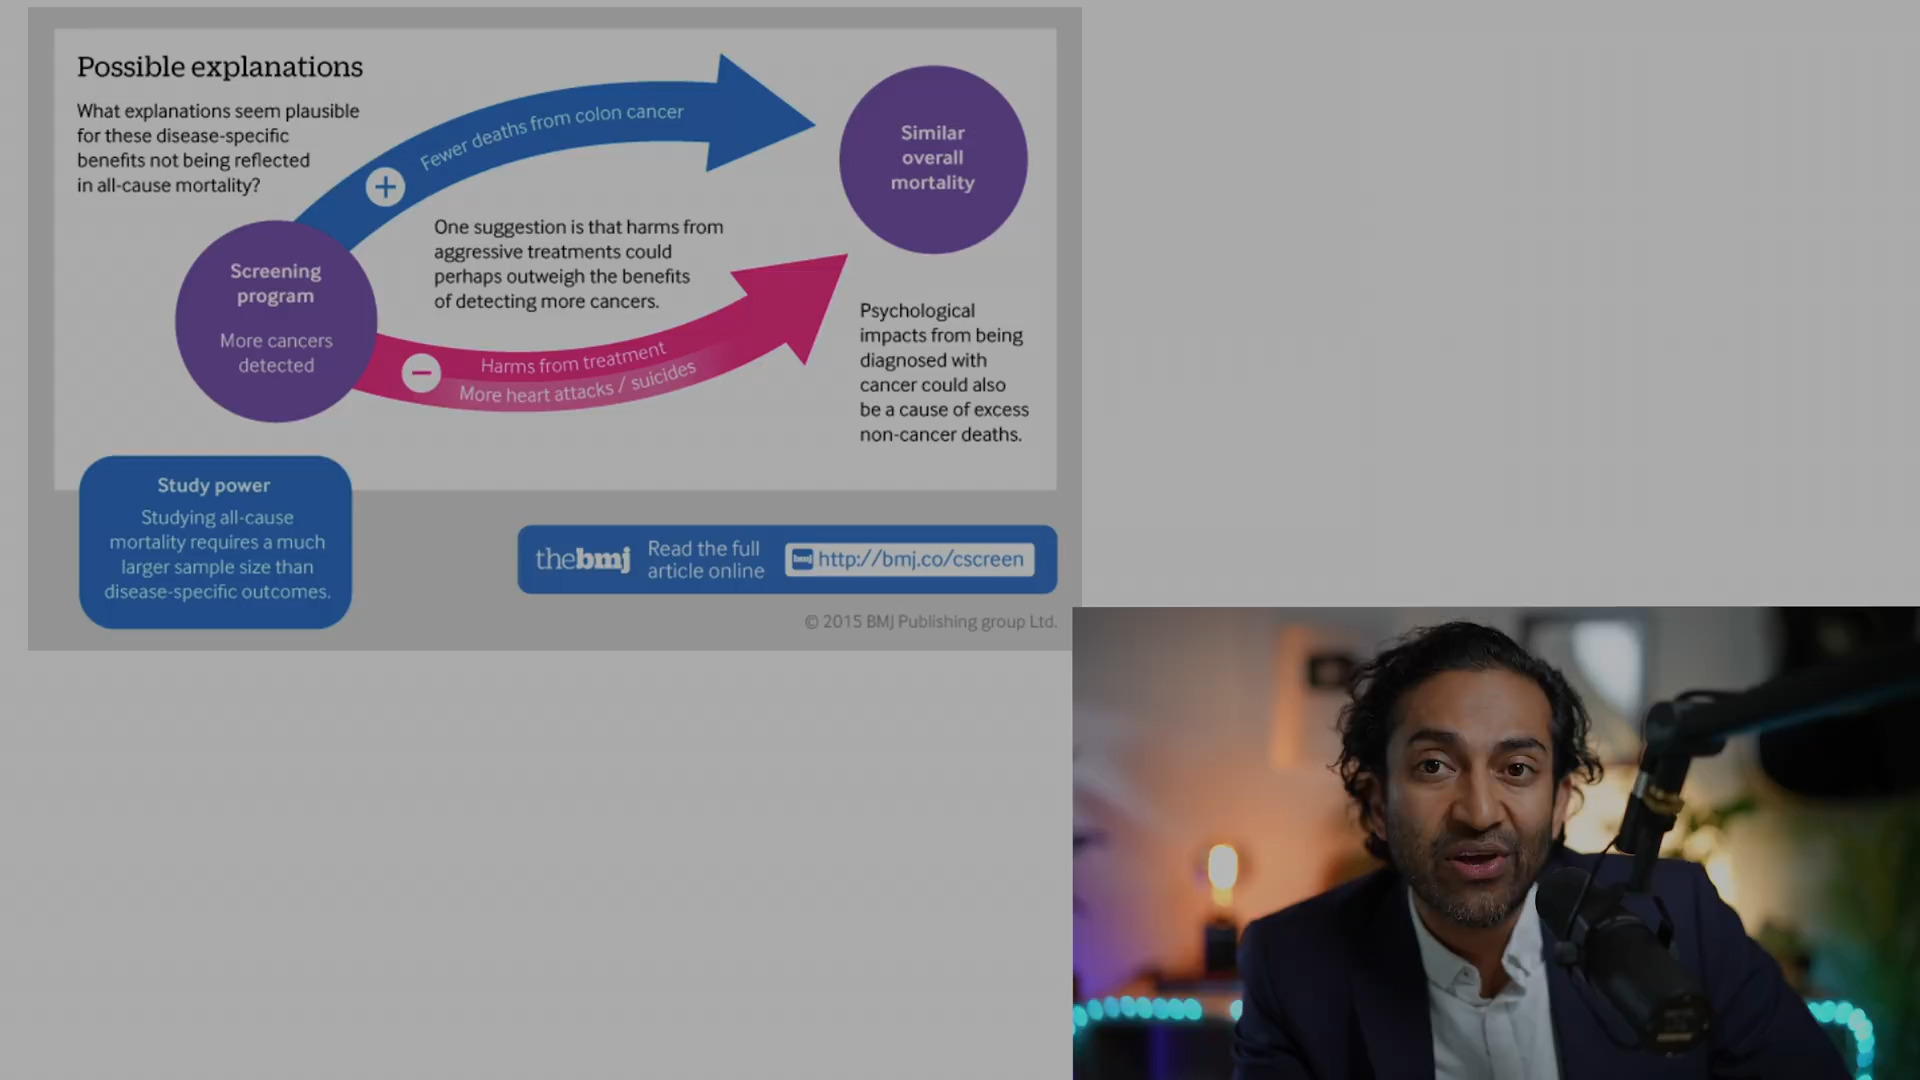 Possible explanations
What explanations seem plausible
for these disease-specific
benefits not being reflected
in all-cause mortality?
Fewer deaths from colon cancer
Similar
overall
mortality
One suggestion is that harms from
aggressive treatments could
perhaps outweigh the benefits
of detecting more cancers.
Screening
program
More cancers
detected
Harms from treatment
More heart attacks / suicides
Psychological
impacts from being
diagnosed with
cancer could also
be a cause of excess
non-cancer deaths.
Study power
Studying all-cause
mortality requires a much
larger sample size than
disease-specific outcomes.
thebmj
Read the full
article online
bmj http://bmj.co/cscreen
© 2015 BMJ Publishing group Ltd.